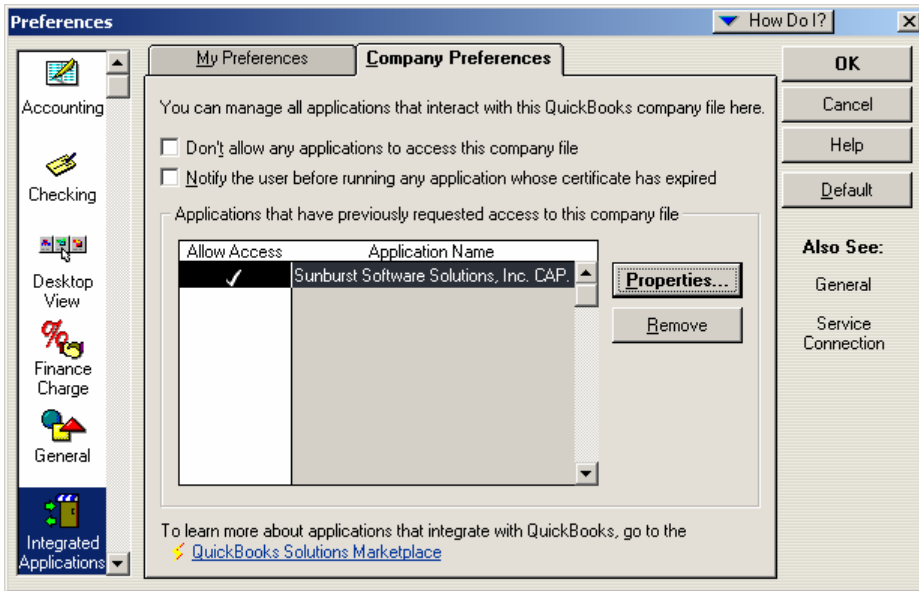 Preferences
How Do I?
Accounting
Checking
Desktop
View
Finance
Charge
General
Integrated
Applications
My Preferences
Company Preferences
You can manage all applications that interact with this QuickBooks company file here.
Don't allow any applications to access this company file
Notify the user before running any application whose certificate has expired
Applications that have previously requested access to this company file
Allow Access Application Name
Sunburst Software Solutions, Inc. CAP.
Properties...
Remove
To learn more about applications that integrate with QuickBooks, go to the
QuickBooks Solutions Marketplace
OK
Cancel
Help
Default
Also See:
General
Service
Connection